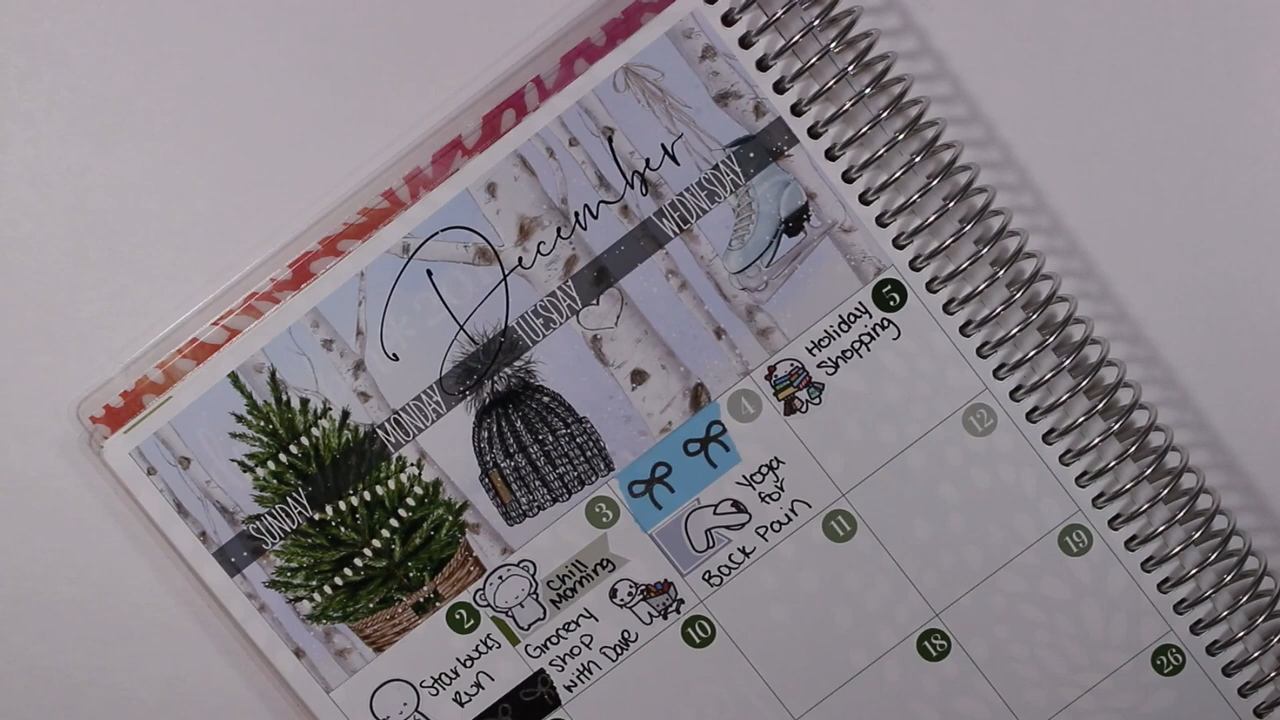 December
SUNDAY
MONDAY
TUESDAY
WEDNESDAY
2
Starbucks
Run
3
Chill
Morning
Grocery
Shop
with Dave
4
Yoga
for
Back Pain
5
Holiday
Shopping
10
11
12
18
19
26